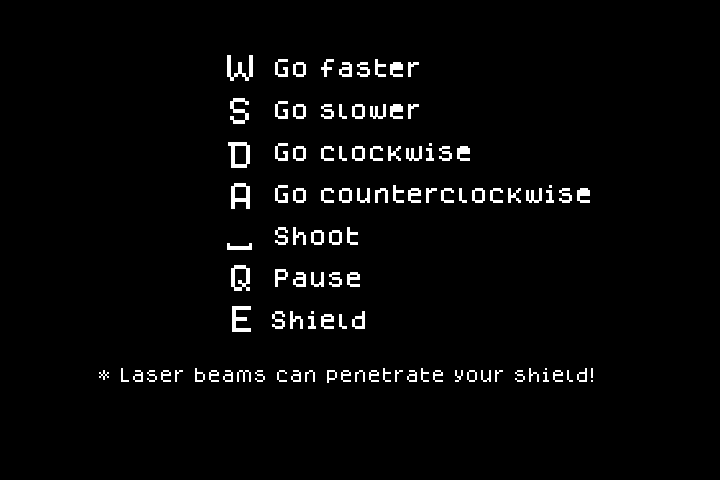 W Go faster
S Go slower
D Go clockwise
A Go counterclockwise
⎵ Shoot
Q Pause
E Shield
* Laser beams can penetrate your shield!